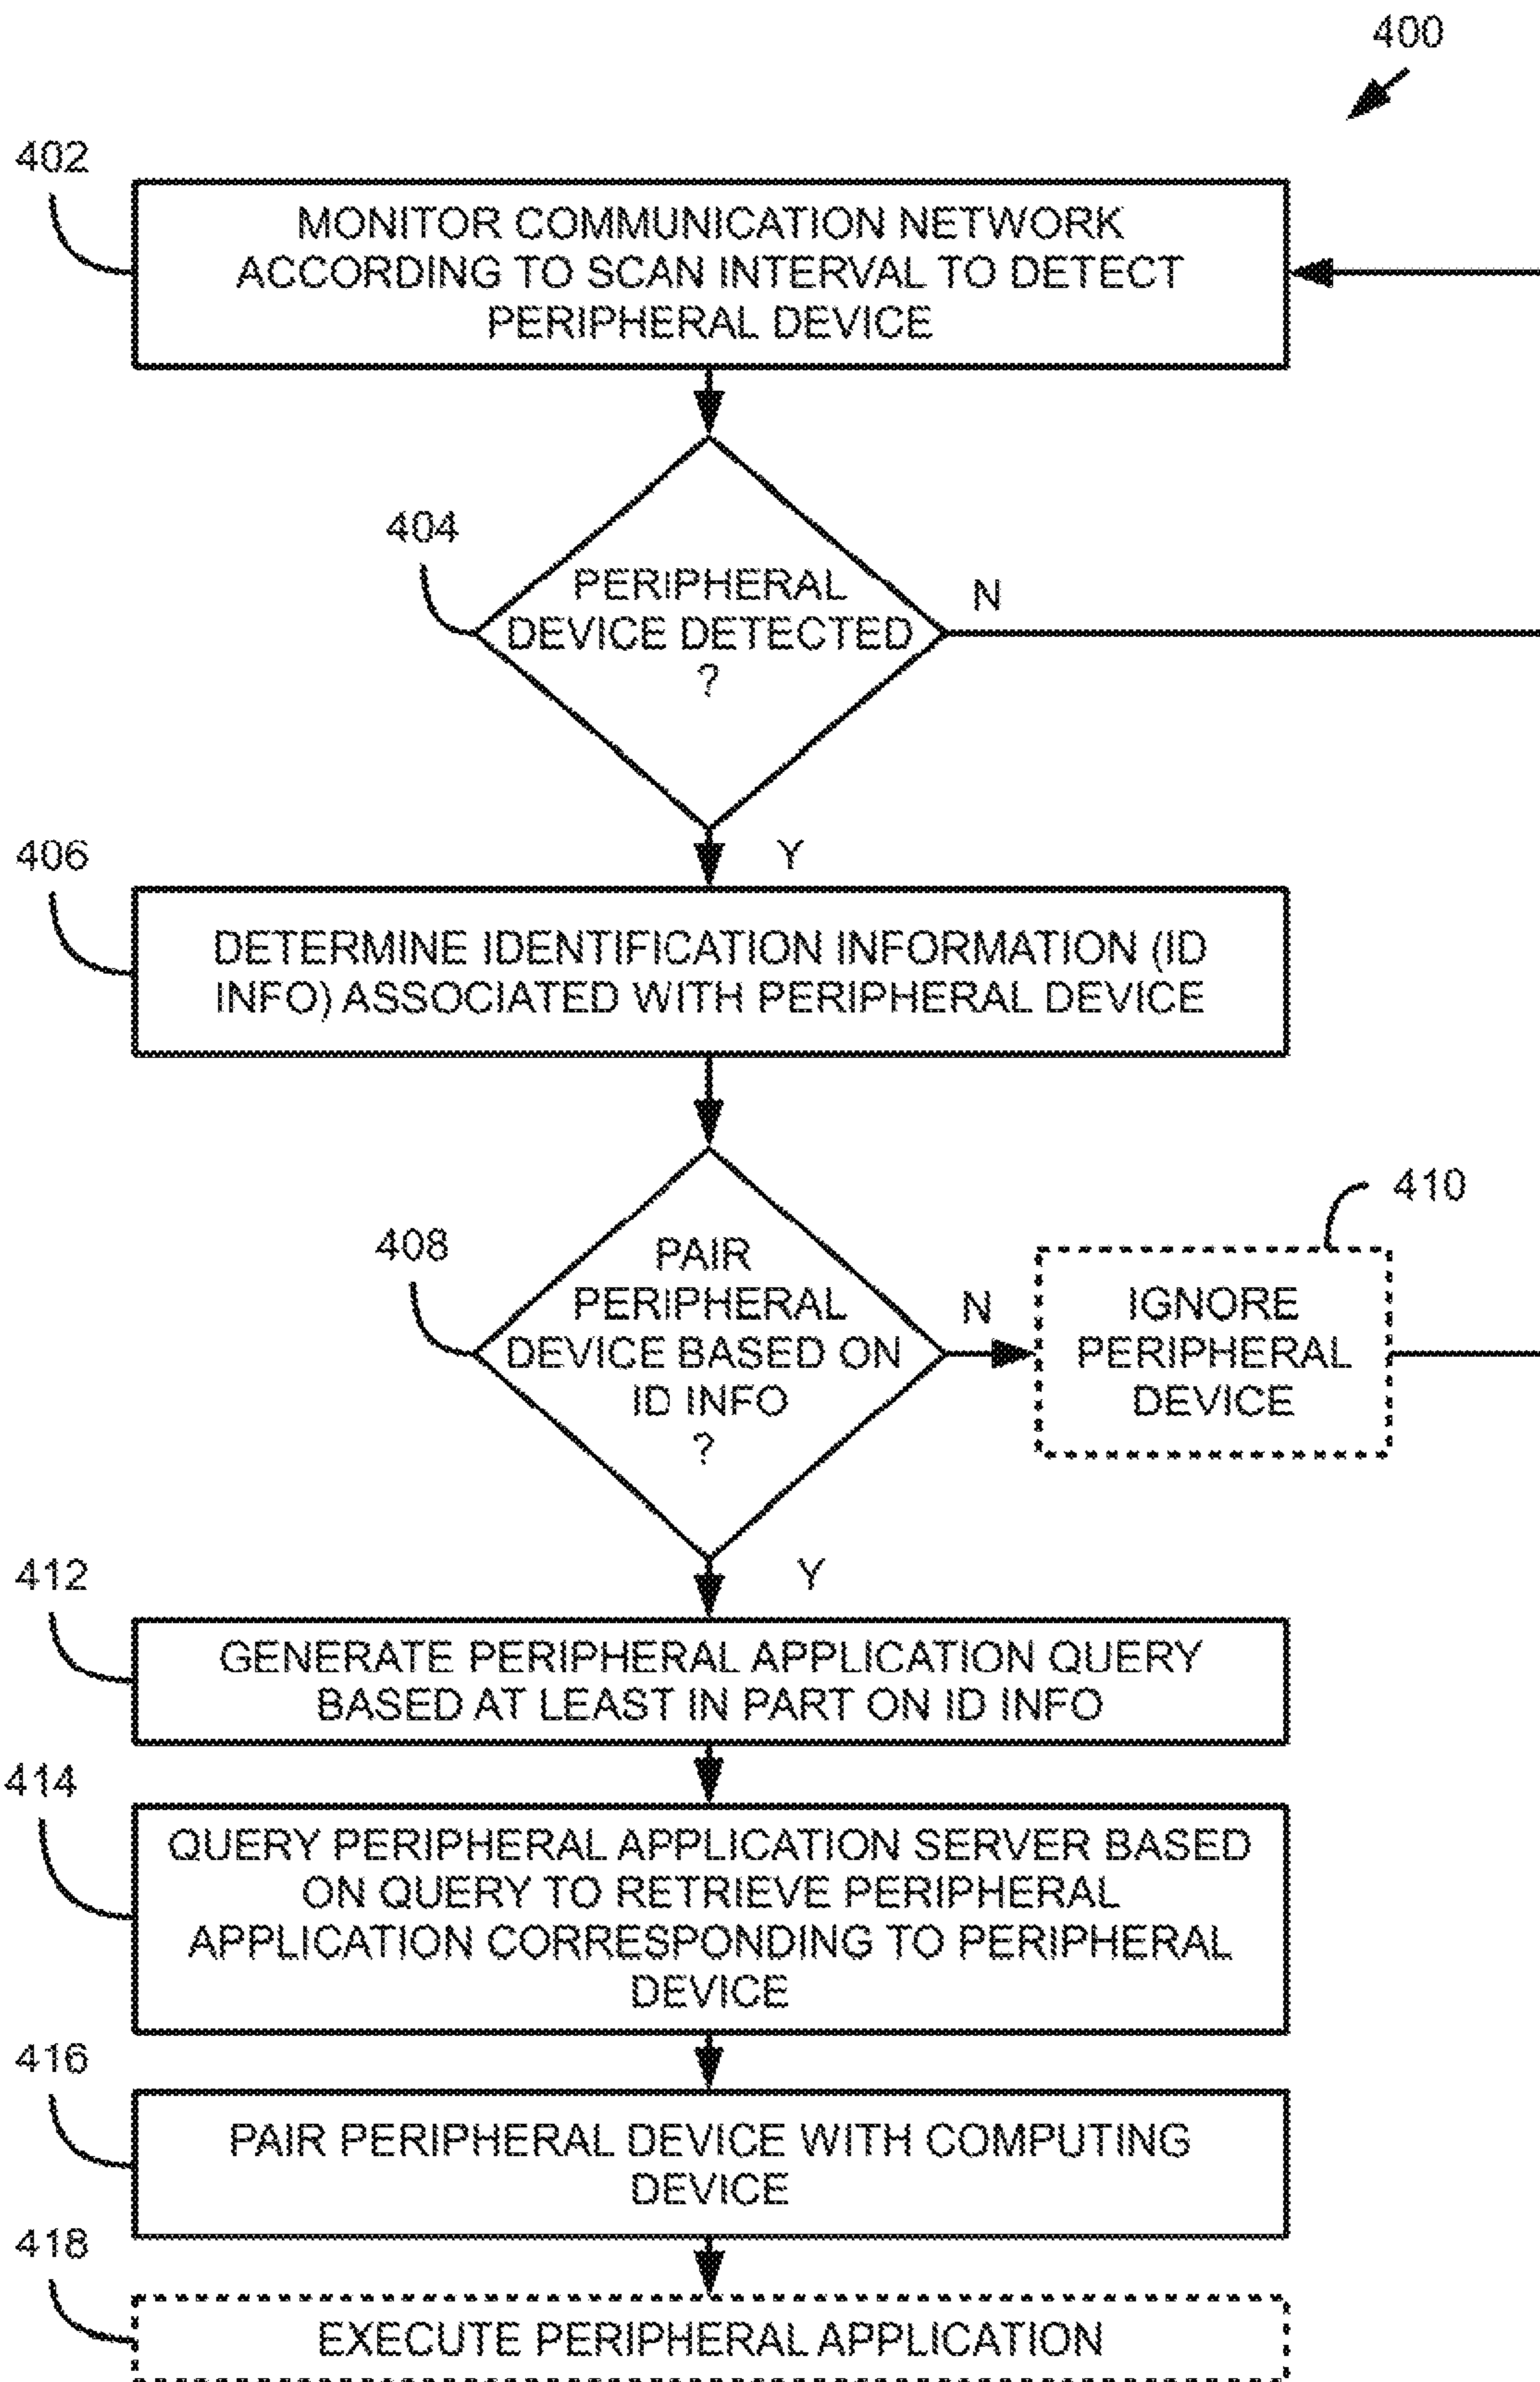 400
402
MONITOR COMMUNICATION NETWORK
ACCORDING TO SCAN INTERVAL TO DETECT
PERIPHERAL DEVICE
404
PERIPHERAL
DEVICE DETECTED
?
N
Y
406
DETERMINE IDENTIFICATION INFORMATION (ID
INFO) ASSOCIATED WITH PERIPHERAL DEVICE
408
PAIR
PERIPHERAL
DEVICE BASED ON
ID INFO
?
N
410
IGNORE
PERIPHERAL
DEVICE
Y
412
GENERATE PERIPHERAL APPLICATION QUERY
BASED AT LEAST IN PART ON ID INFO
414
QUERY PERIPHERAL APPLICATION SERVER BASED
ON QUERY TO RETRIEVE PERIPHERAL
APPLICATION CORRESPONDING TO PERIPHERAL
DEVICE
416
PAIR PERIPHERAL DEVICE WITH COMPUTING
DEVICE
418
EXECUTE PERIPHERAL APPLICATION